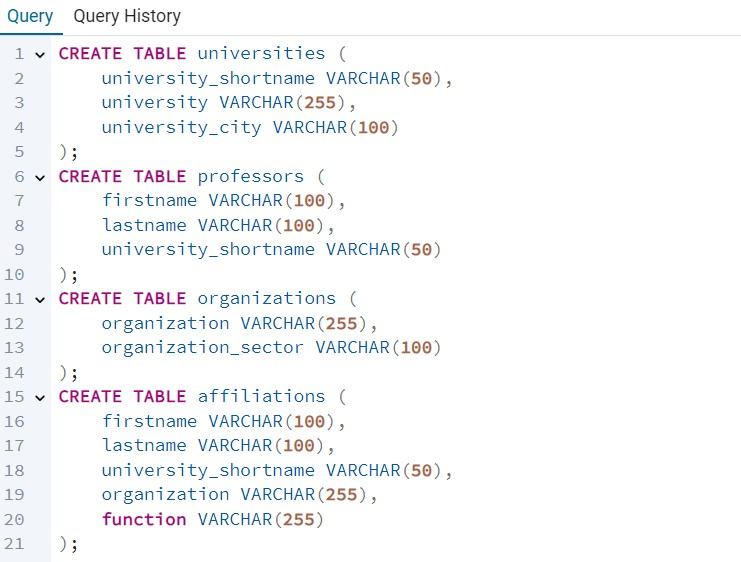 Query Query History
1 CREATE TABLE universities (
2 university_shortname VARCHAR(50),
3 university VARCHAR(255),
4 university_city VARCHAR(100)
5 );
6 CREATE TABLE professors (
7 firstname VARCHAR(100),
8 lastname VARCHAR(100),
9 university_shortname VARCHAR(50)
10 );
11 CREATE TABLE organizations (
12 organization VARCHAR(255),
13 organization_sector VARCHAR(100)
14 );
15 CREATE TABLE affiliations (
16 firstname VARCHAR(100),
17 lastname VARCHAR(100),
18 university_shortname VARCHAR(50),
19 organization VARCHAR(255),
20 function VARCHAR(255)
21 );